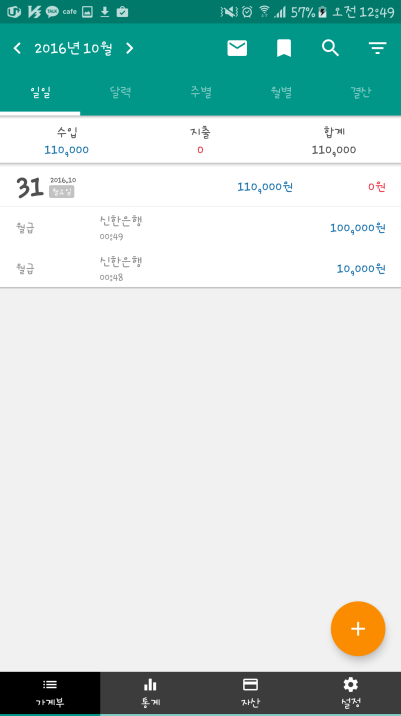 cafe 57% 오전 12:49
2016년 10월
일일 달력 주별 월별 결산
수입 지출 합계
110,000 0 110,000
31 2016.10 110,000원 0원
월요일
월급 신한은행 100,000원
00:49
월급 신한은행 10,000원
00:48
+
가계부 통계 자산 설정